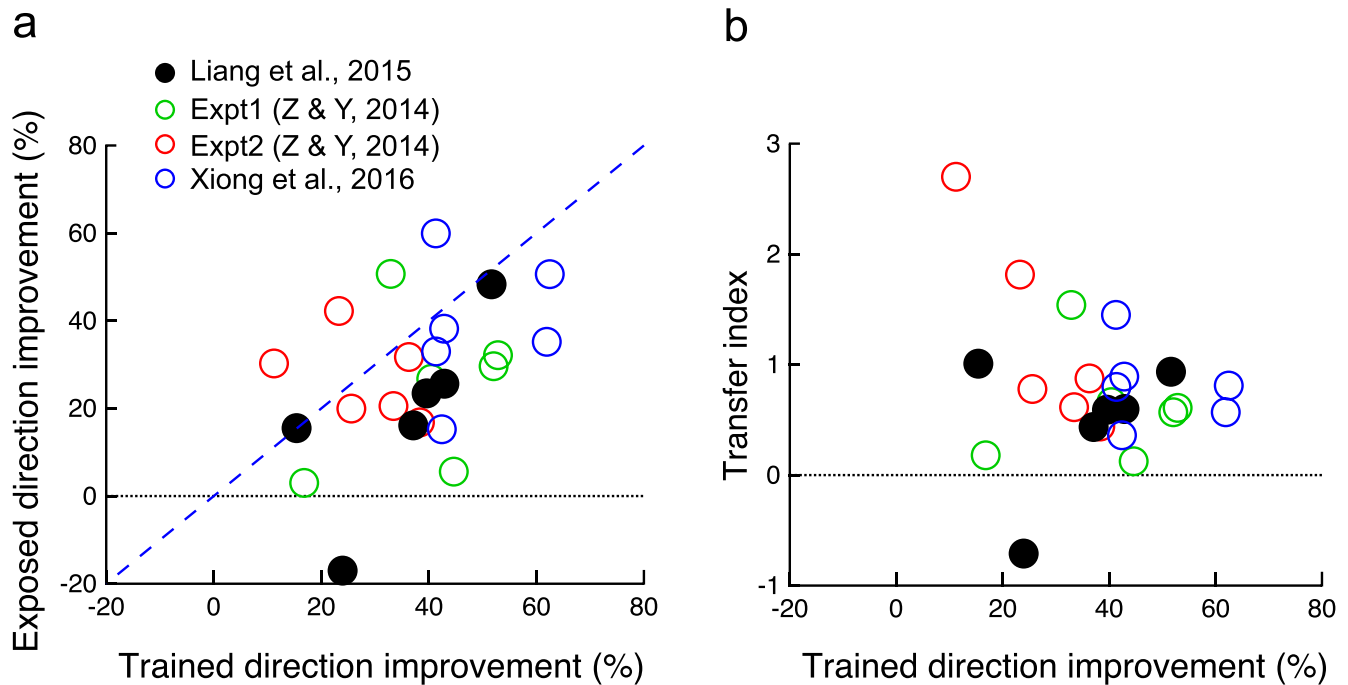 a
Liang et al., 2015
Expt1 (Z & Y, 2014)
Expt2 (Z & Y, 2014)
Xiong et al., 2016
Exposed direction improvement (%)
80
60
40
20
0
-20
-20 0 20 40 60 80
Trained direction improvement (%)
b
Transfer index
3
2
1
0
-1
-20 0 20 40 60 80
Trained direction improvement (%)